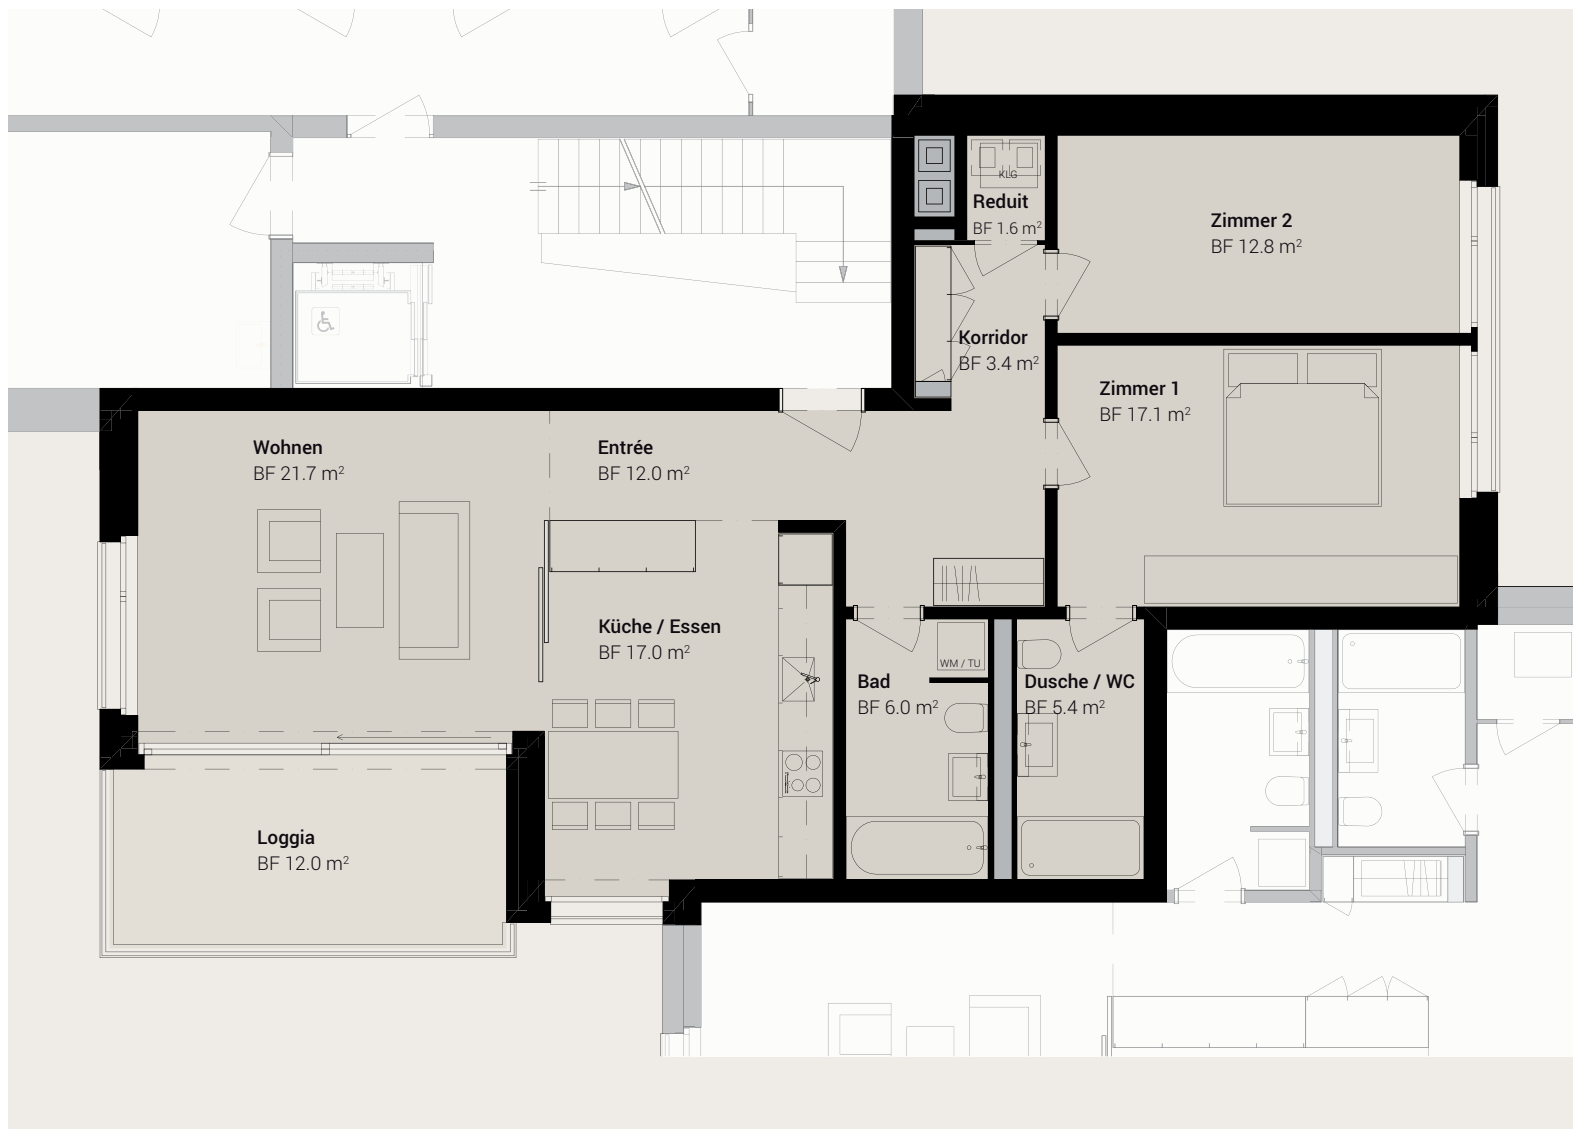 KLG
Reduit
BF 1.6 m²
Zimmer 2
BF 12.8 m²
Korridor
BF 3.4 m²
Zimmer 1
BF 17.1 m²
Wohnen
BF 21.7 m²
Entrée
BF 12.0 m²
Küche / Essen
BF 17.0 m²
WM / TU
Bad
BF 6.0 m²
Dusche / WC
BF 5.4 m²
Loggia
BF 12.0 m²